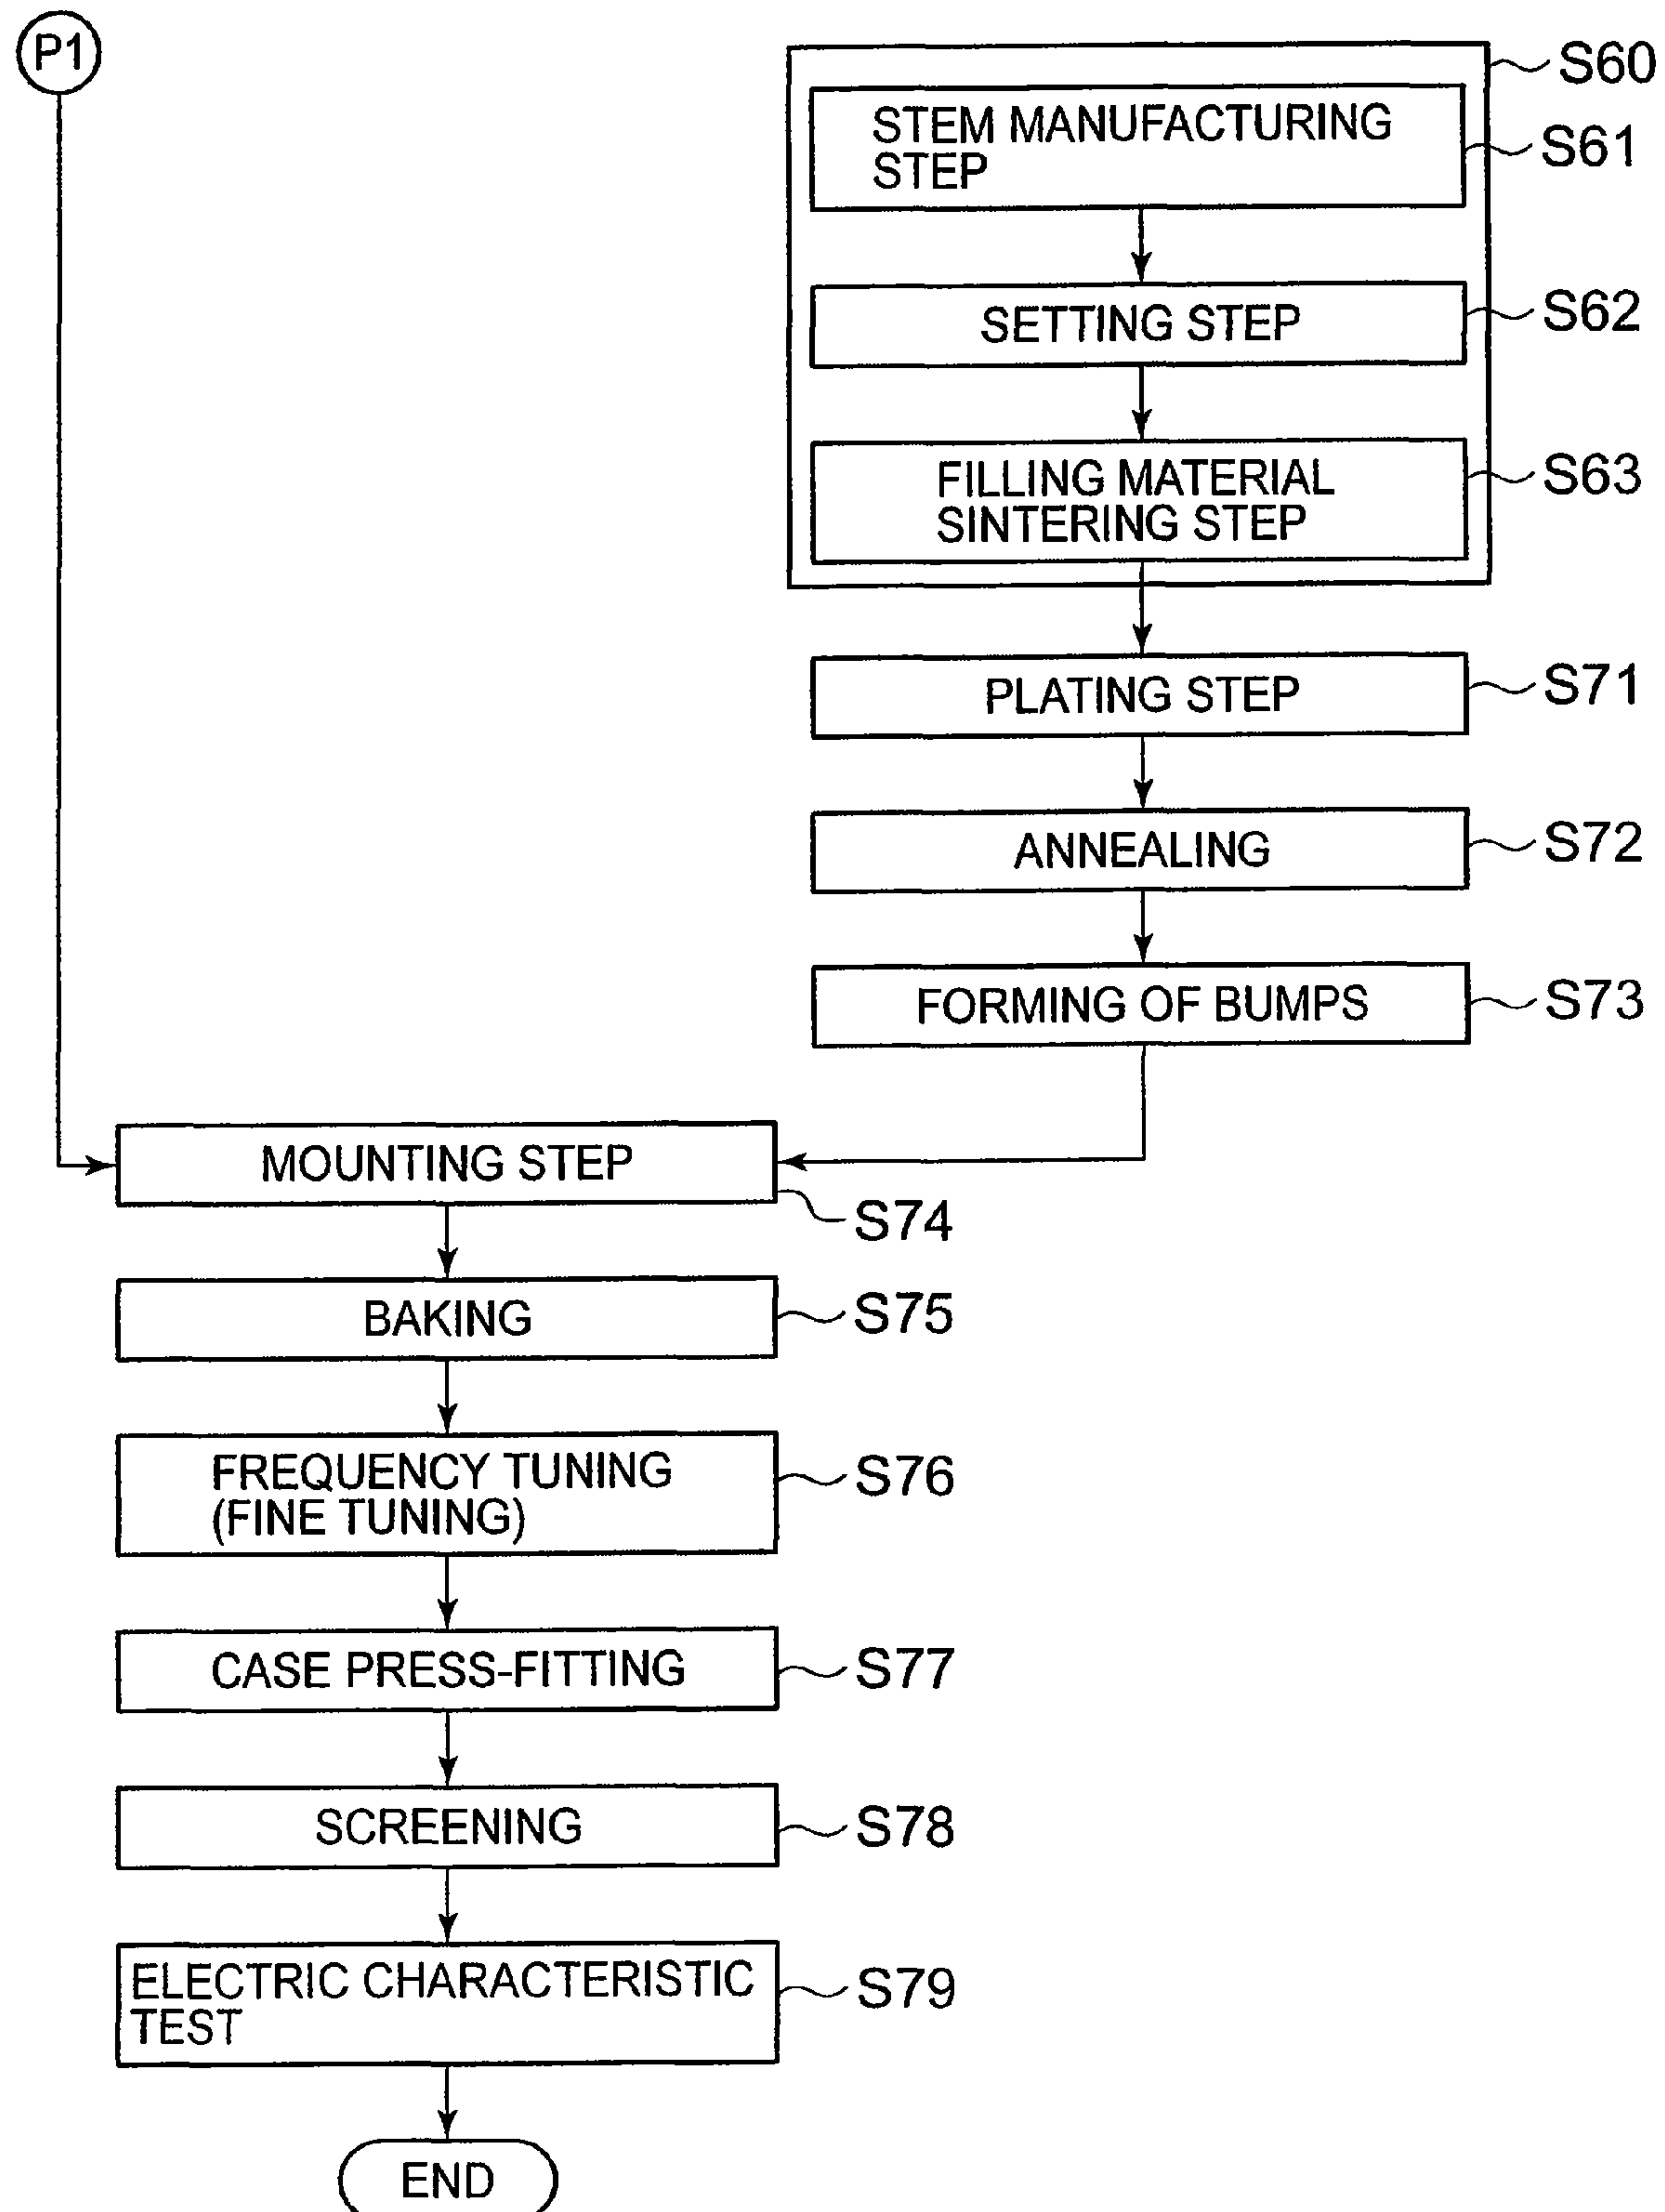 P1
S60
STEM MANUFACTURING
STEP
S61
SETTING STEP
S62
FILLING MATERIAL
SINTERING STEP
S63
PLATING STEP
S71
ANNEALING
S72
FORMING OF BUMPS
S73
MOUNTING STEP
S74
BAKING
S75
FREQUENCY TUNING
(FINE TUNING)
S76
CASE PRESS-FITTING
S77
SCREENING
S78
ELECTRIC CHARACTERISTIC
TEST
S79
END